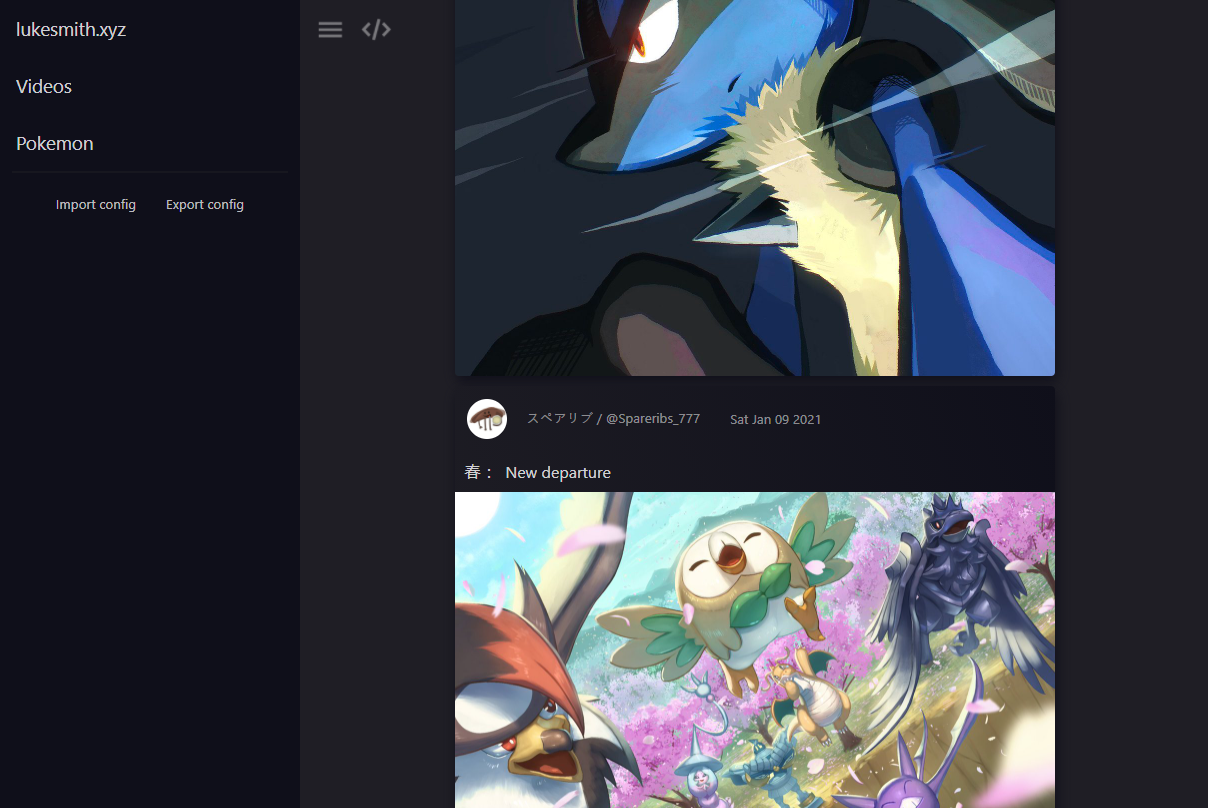 lukesmith.xyz
Videos
Pokemon
Import config Export config
</>
スペアリブ / @Spareribs_777 Sat Jan 09 2021
春： New departure